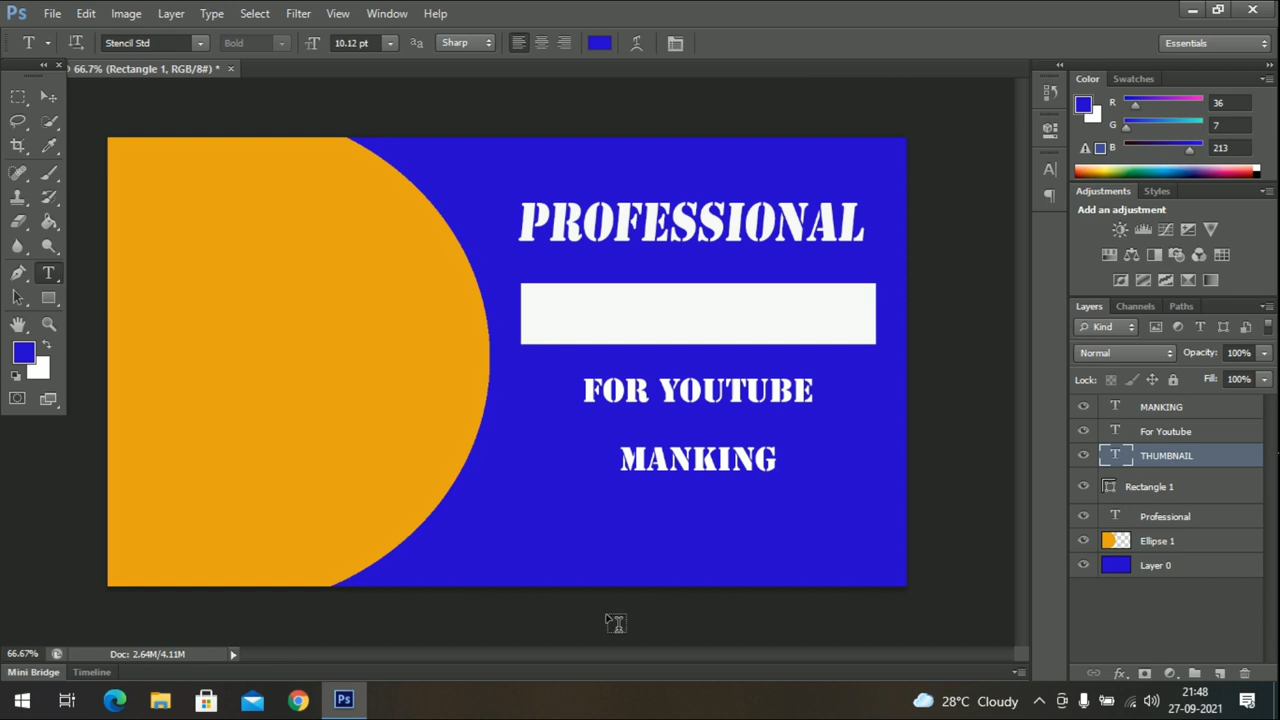 Ps File Edit Image Layer Type Select Filter View Window Help
T Stencil Std Bold 10.12 pt Sharp Essentials
66.7% (Rectangle 1, RGB/8#) * ×
Color Swatches
R 36
G 7
B 213
Adjustments Styles
Add an adjustment
PROFESSIONAL
FOR YOUTUBE
MANKING
Layers Channels Paths
Kind
Normal Opacity: 100%
Lock: Fill: 100%
T MANKING
T For Youtube
T THUMBNAIL
Rectangle 1
T Professional
Ellipse 1
Layer 0
66.67% Doc: 2.64M/4.11M
Mini Bridge Timeline
Ps 28°C Cloudy 21:48
27-09-2021